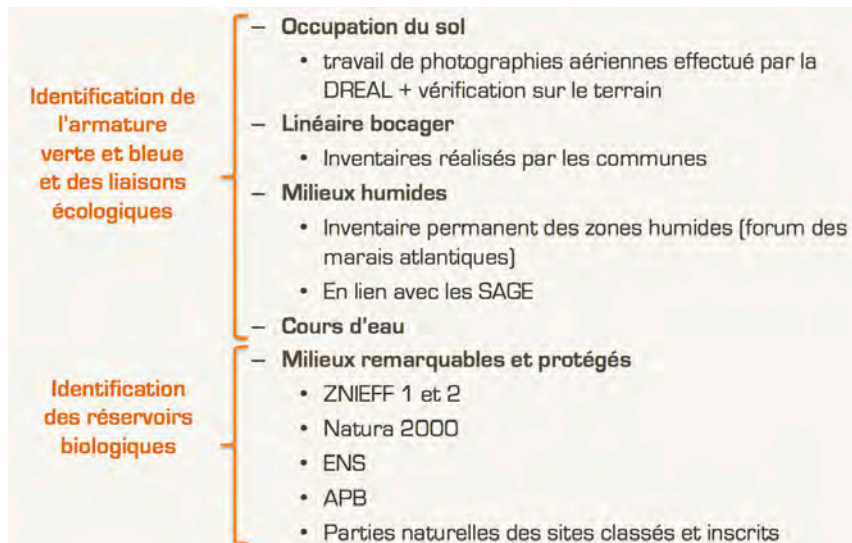 Identification de
l'armature
verte et bleue
et des liaisons
écologiques
– Occupation du sol
• travail de photographies aériennes effectué par la
DREAL + vérification sur le terrain
– Linéaire bocager
• Inventaires réalisés par les communes
– Milieux humides
• Inventaire permanent des zones humides (forum des
marais atlantiques)
• En lien avec les SAGE
– Cours d'eau
Identification
des réservoirs
biologiques
– Milieux remarquables et protégés
• ZNIEFF 1 et 2
• Natura 2000
• ENS
• APB
• Parties naturelles des sites classés et inscrits